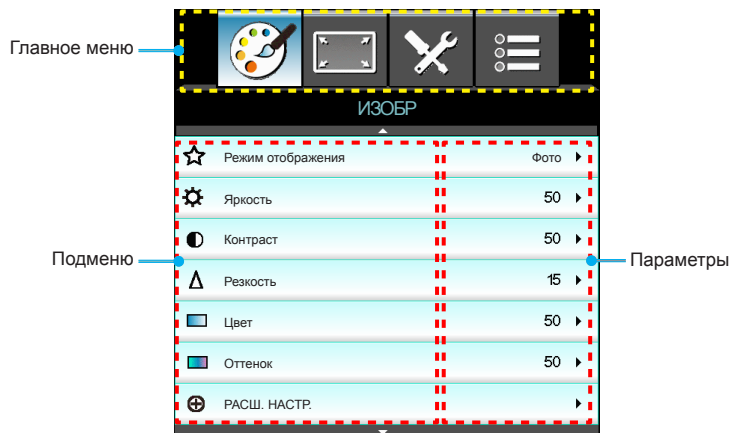 Главное меню
ИЗОБР
Режим отображения Фото
Яркость 50
Контраст 50
Подменю
Параметры
Резкость 15
Цвет 50
Оттенок 50
РАСШ. НАСТР.